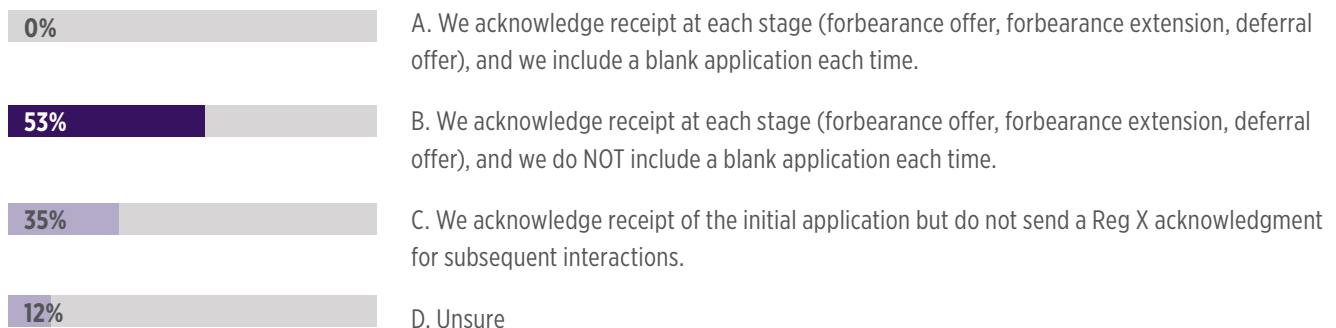 0%
A. We acknowledge receipt at each stage (forbearance offer, forbearance extension, deferral
offer), and we include a blank application each time.
53%
B. We acknowledge receipt at each stage (forbearance offer, forbearance extension, deferral
offer), and we do NOT include a blank application each time.
35%
C. We acknowledge receipt of the initial application but do not send a Reg X acknowledgment
for subsequent interactions.
12%
D. Unsure